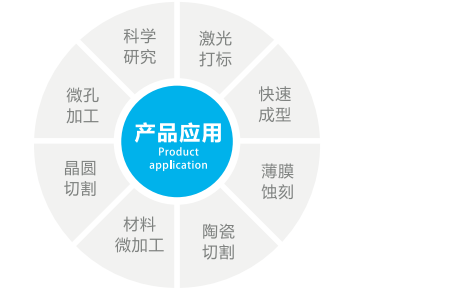 科学
研究
激光
打标
微孔
加工
快速
成型
产品应用
Product
application
晶圆
切割
薄膜
蚀刻
材料
微加工
陶瓷
切割